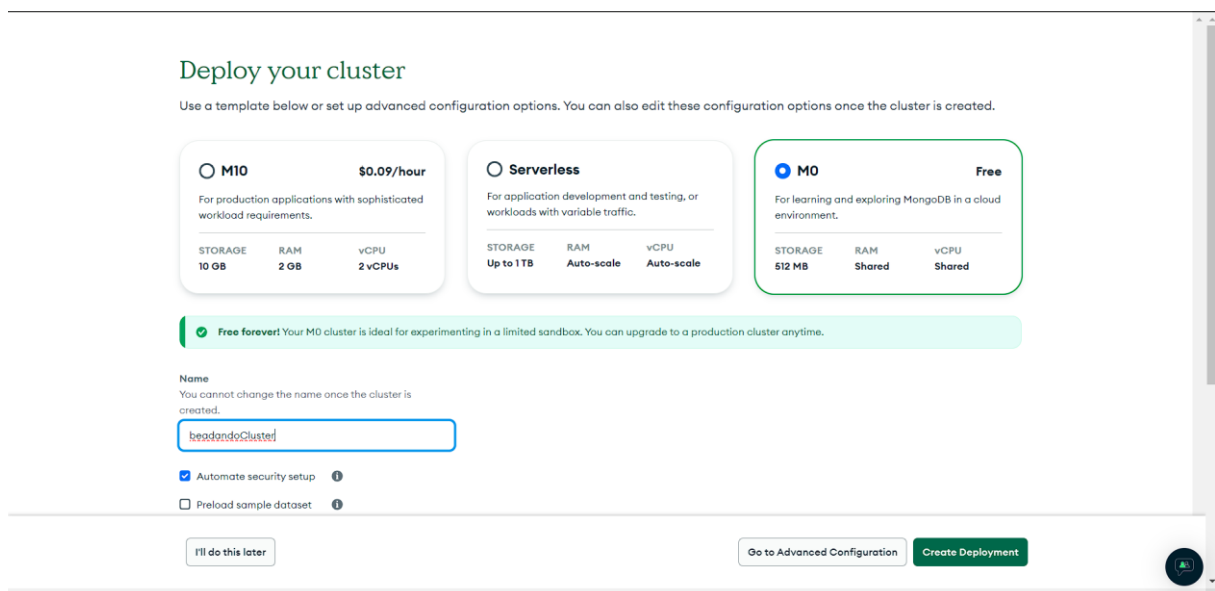 Deploy your cluster
Use a template below or set up advanced configuration options. You can also edit these configuration options once the cluster is created.
M10 $0.09/hour
For production applications with sophisticated
workload requirements.
STORAGE RAM vCPU
10 GB 2 GB 2 vCPUs
Serverless
For application development and testing, or
workloads with variable traffic.
STORAGE RAM vCPU
Up to 1 TB Auto-scale Auto-scale
M0 Free
For learning and exploring MongoDB in a cloud
environment.
STORAGE RAM vCPU
512 MB Shared Shared
Free forever! Your M0 cluster is ideal for experimenting in a limited sandbox. You can upgrade to a production cluster anytime.
Name
You cannot change the name once the cluster is
created.
beadandoCluster
Automate security setup
Preload sample dataset
I'll do this later
Go to Advanced Configuration
Create Deployment